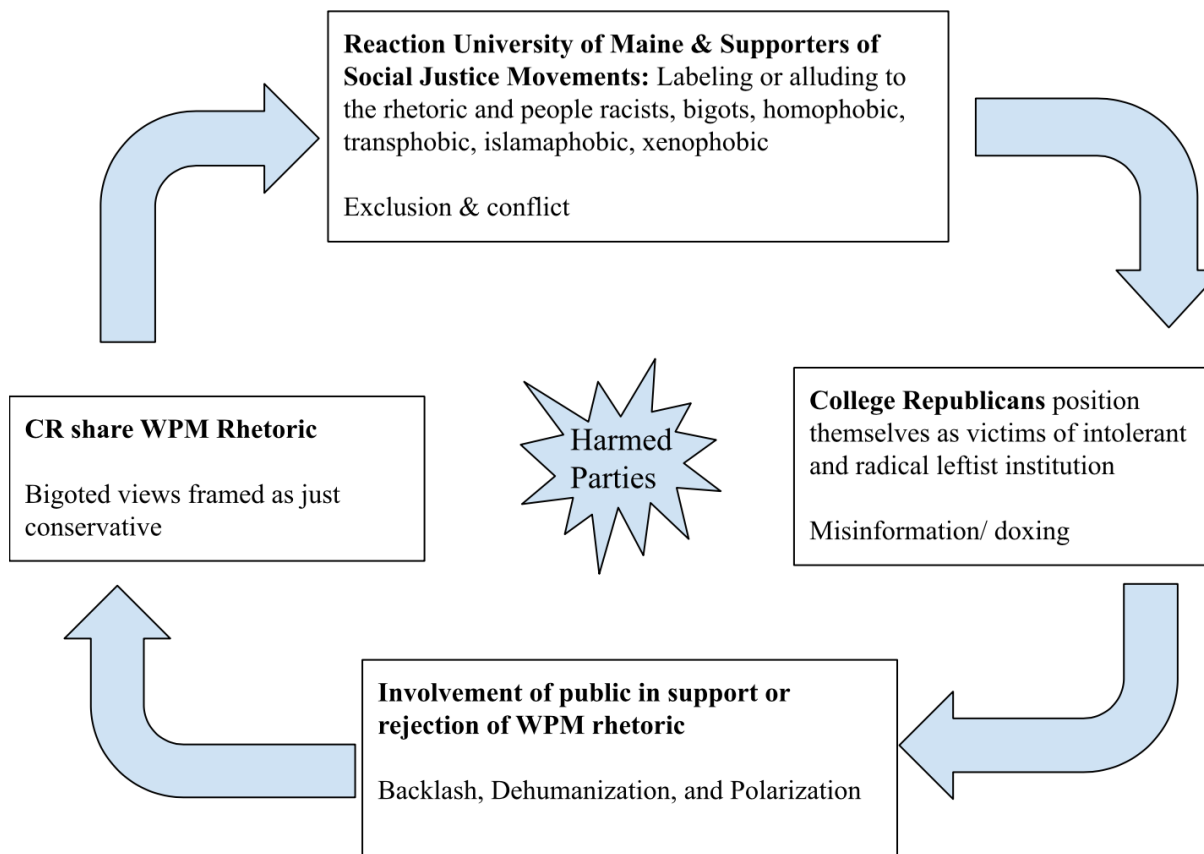 Reaction University of Maine & Supporters of
Social Justice Movements: Labeling or alluding to
the rhetoric and people racists, bigots, homophobic,
transphobic, islamaphobic, xenophobic
Exclusion & conflict
College Republicans position
themselves as victims of intolerant
and radical leftist institution
Misinformation/ doxing
Involvement of public in support or
rejection of WPM rhetoric
Backlash, Dehumanization, and Polarization
CR share WPM Rhetoric
Bigoted views framed as just
conservative
Harmed
Parties